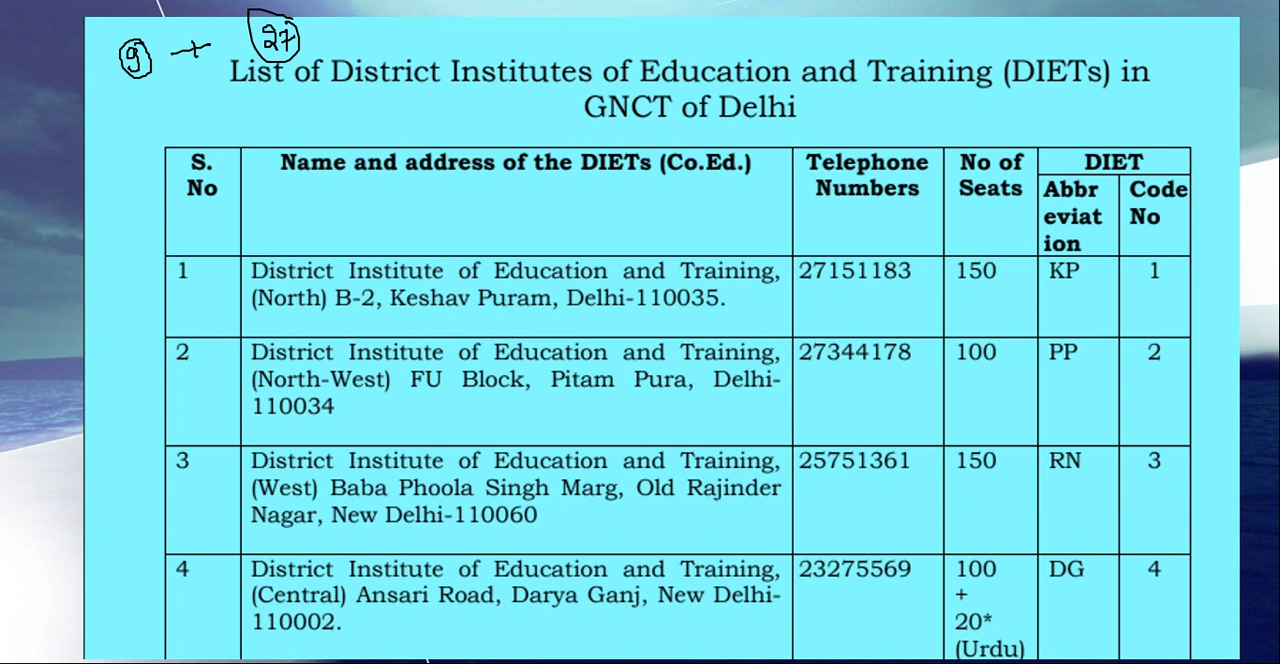 9 + 27
List of District Institutes of Education and Training (DIETs) in
GNCT of Delhi
S. No | Name and address of the DIETs (Co.Ed.) | Telephone Numbers | No of Seats | DIET
Abbr eviat ion | Code No
1 | District Institute of Education and Training, | 27151183 | 150 | KP | 1
(North) B-2, Keshav Puram, Delhi-110035.
2 | District Institute of Education and Training, | 27344178 | 100 | PP | 2
(North-West) FU Block, Pitam Pura, Delhi-
110034
3 | District Institute of Education and Training, | 25751361 | 150 | RN | 3
(West) Baba Phoola Singh Marg, Old Rajinder
Nagar, New Delhi-110060
4 | District Institute of Education and Training, | 23275569 | 100 | DG | 4
(Central) Ansari Road, Darya Ganj, New Delhi- | +
110002. | 20*
(Urdu)